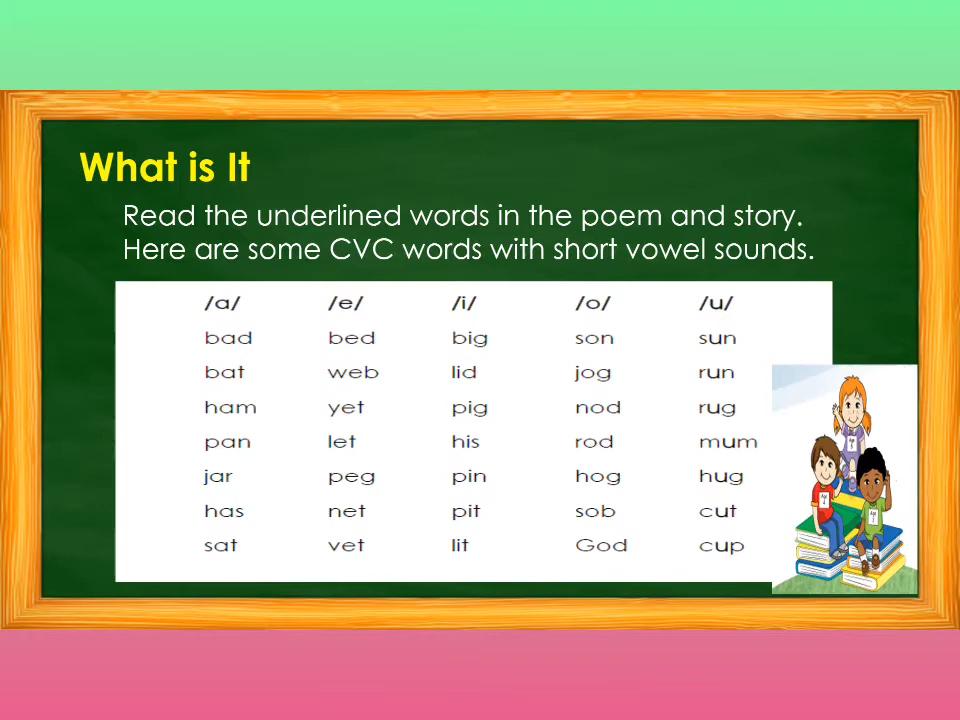 What is It
Read the underlined words in the poem and story.
Here are some CVC words with short vowel sounds.
/a/ /e/ /i/ /o/ /u/
bad bed big son sun
bat web lid jog run
ham yet pig nod rug
pan let his rod mum
jar peg pin hog hug
has net pit sob cut
sat vet lit God cup